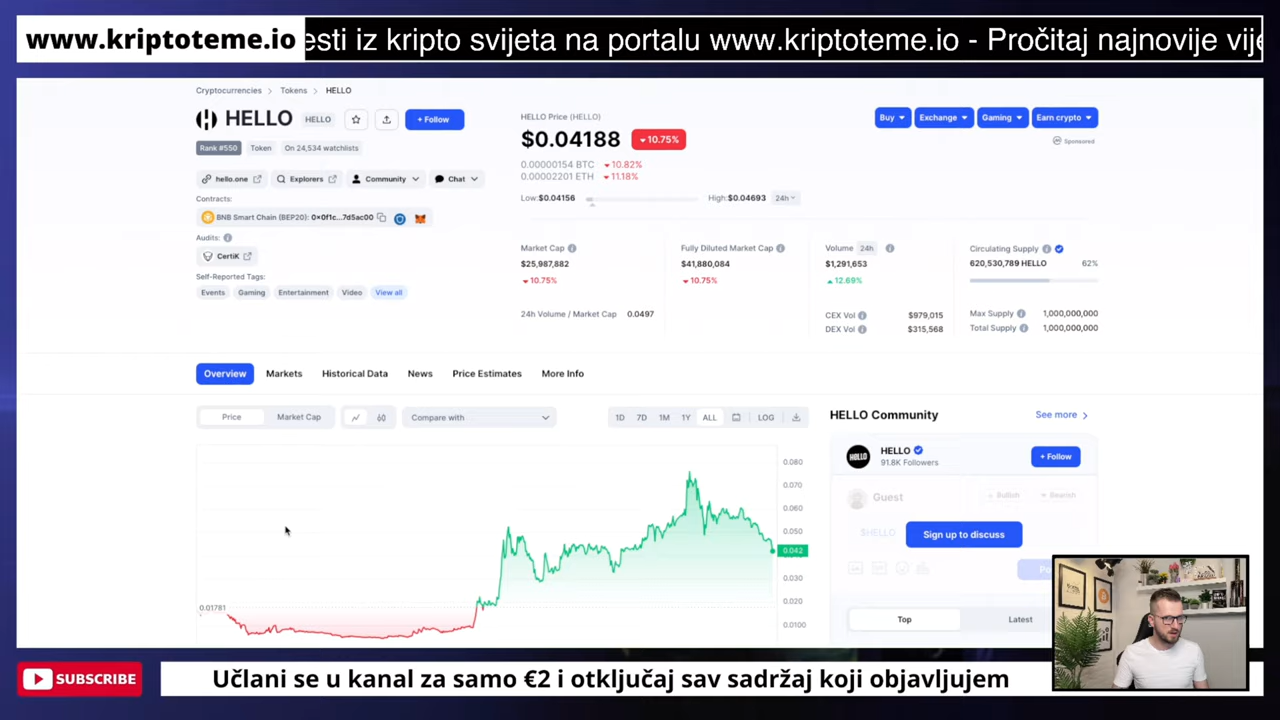 www.kriptoteme.io
esti iz kripto svijeta na portalu www.kriptoteme.io - Pročitaj najnovije vije
Cryptocurrencies > Tokens > HELLO
HELLO HELLO + Follow
Rank #550 Token On 24,534 watchlists
hello.one Explorers Community Chat
Contracts:
BNB Smart Chain (BEP20): 0x0f1c...7d5ac00
Audits:
CertiK
Self-Reported Tags:
Events Gaming Entertainment Video View all
HELLO Price (HELLO)
$0.04188 10.75%
0.00000154 BTC 10.82%
0.00002201 ETH 11.18%
Low: $0.04156 High: $0.04693 24h
Buy Exchange Gaming Earn crypto
Sponsored
Market Cap
$25,987,882
10.75%
24h Volume / Market Cap 0.0497
Fully Diluted Market Cap
$41,880,084
10.75%
Volume 24h
$1,291,653
12.69%
CEX Vol $979,015
DEX Vol $315,568
Circulating Supply
620,530,789 HELLO 62%
Max Supply 1,000,000,000
Total Supply 1,000,000,000
Overview Markets Historical Data News Price Estimates More Info
Price Market Cap Compare with 1D 7D 1M 1Y ALL LOG
0.080
0.070
0.060
0.050
0.042
0.030
0.020
0.0100
0.01781
HELLO Community See more >
HELLO + Follow
91.8K Followers
Guest Bullish Bearish
$HELLO Sign up to discuss
Po
Top Latest
SUBSCRIBE
Učlani se u kanal za samo €2 i otključaj sav sadržaj koji objavljujem